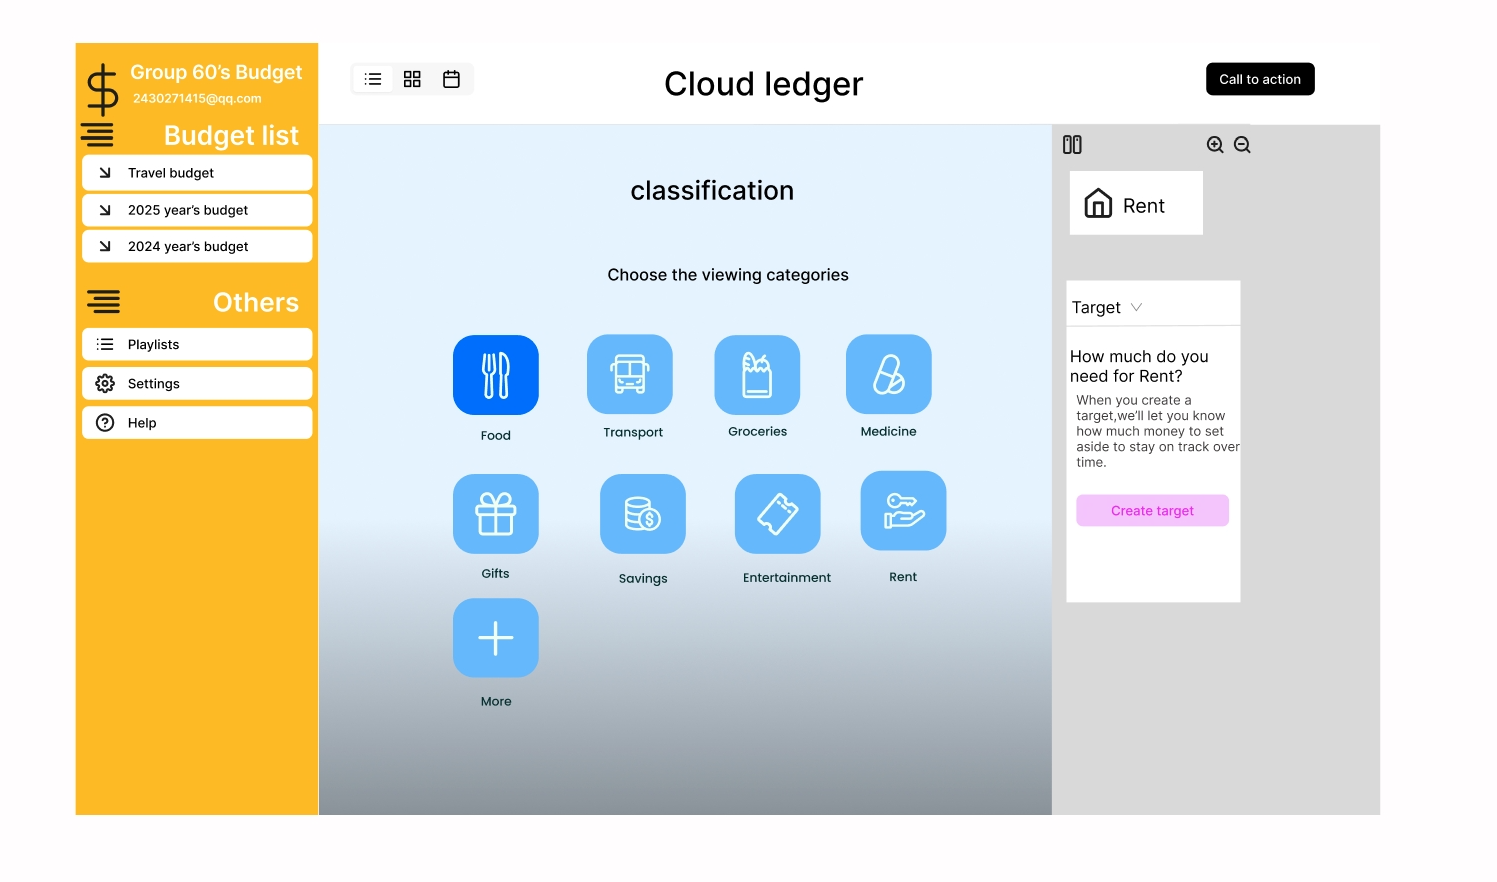 Group 60's Budget
2430271415@qq.com
Budget list
Travel budget
2025 year's budget
2024 year's budget
Others
Playlists
Settings
Help
Cloud ledger
Call to action
classification
Choose the viewing categories
Food
Transport
Groceries
Medicine
Gifts
Savings
Entertainment
Rent
More
Rent
Target
How much do you
need for Rent?
When you create a
target,we'll let you know
how much money to set
aside to stay on track over
time.
Create target